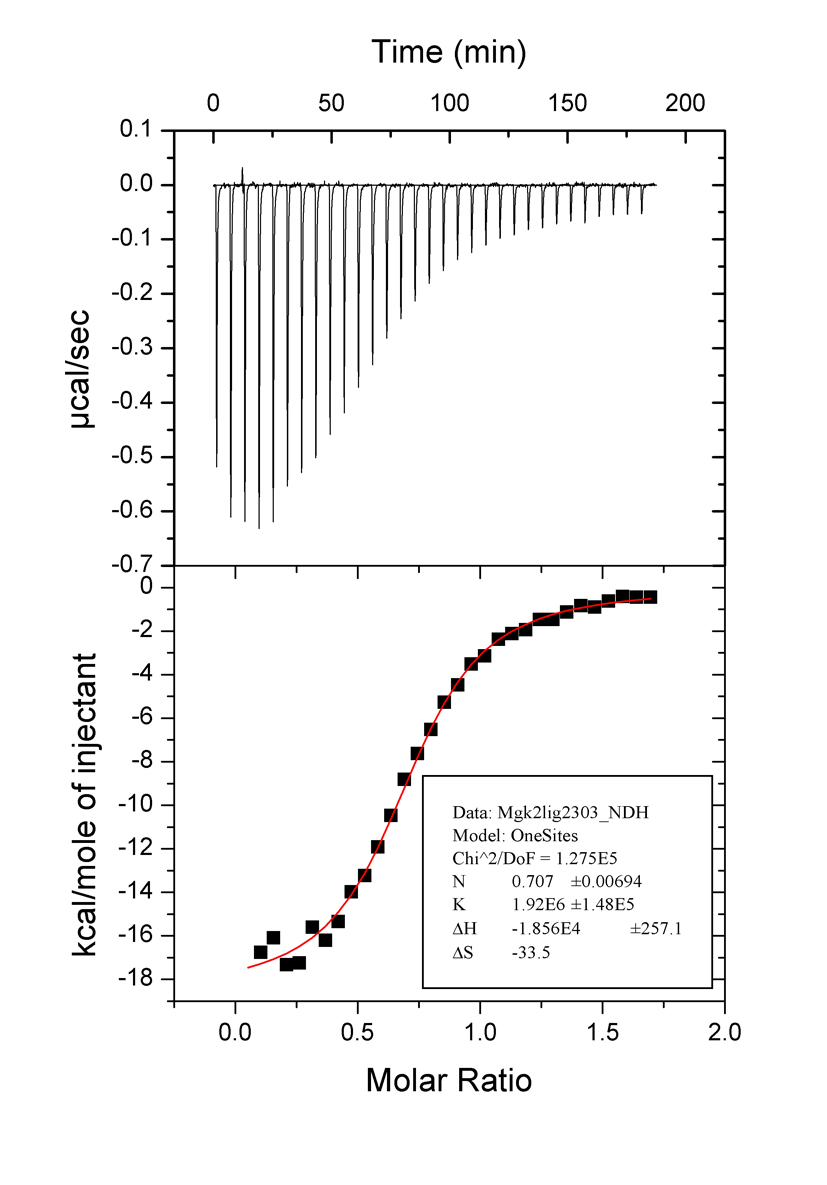 Time (min)
0 50 100 150 200
0.1
0.0
-0.1
-0.2
-0.3
-0.4
-0.5
-0.6
-0.7
µcal/sec
0
-2
-4
-6
-8
-10
-12
-14
-16
-18
kcal/mole of injectant
Data: Mgk2lig2303_NDH
Model: OneSites
Chi^2/DoF = 1.275E5
N 0.707 ±0.00694
K 1.92E6 ±1.48E5
ΔH -1.856E4 ±257.1
ΔS -33.5
0.0 0.5 1.0 1.5 2.0
Molar Ratio